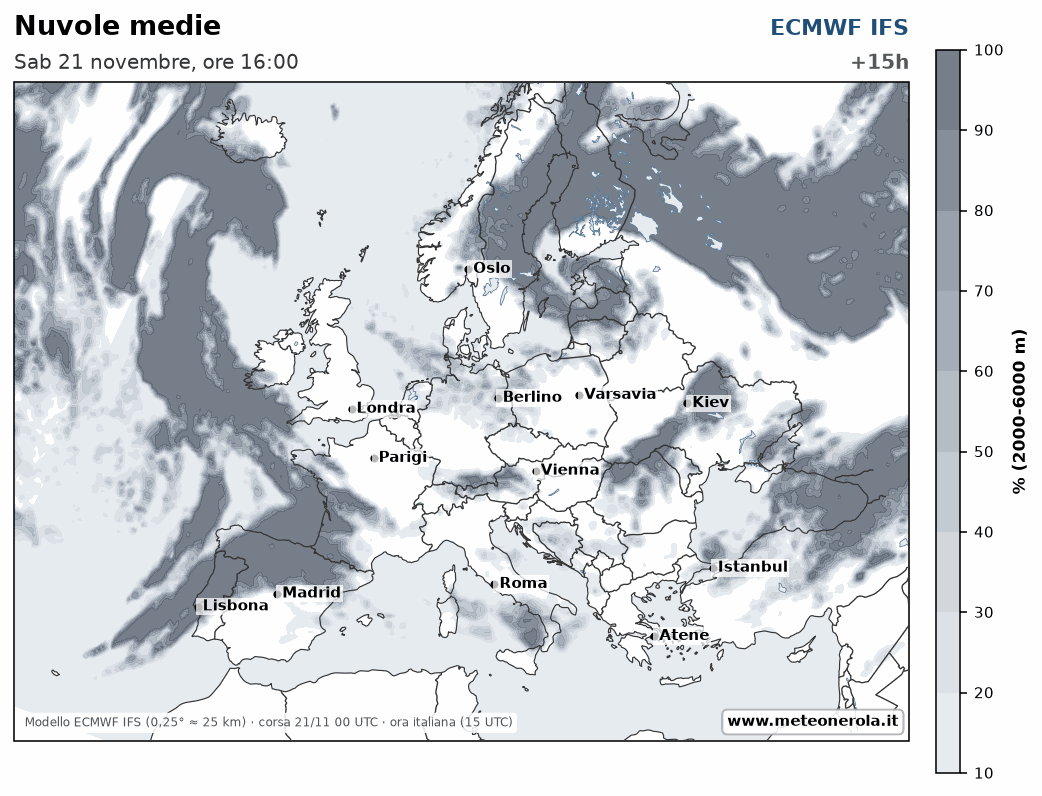 Nuvole medie
ECMWF IFS
Sab 21 novembre, ore 16:00
+15h
Oslo
Londra
Berlino
Varsavia
Kiev
Parigi
Vienna
Istanbul
Roma
Madrid
Lisbona
Atene
Modello ECMWF IFS (0,25° ≈ 25 km) · corsa 21/11 00 UTC · ora italiana (15 UTC)
www.meteonerola.it
100
90
80
70
60
50
40
30
20
10
% (2000-6000 m)